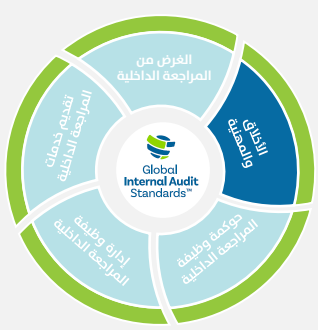 الغرض من
المراجعة الداخلية
الأخلاق
والمهنية
حوكمة وظيفة
المراجعة الداخلية
إدارة وظيفة
المراجعة الداخلية
تقديم خدمات
المراجعة الداخلية
Global
Internal Audit
Standards™